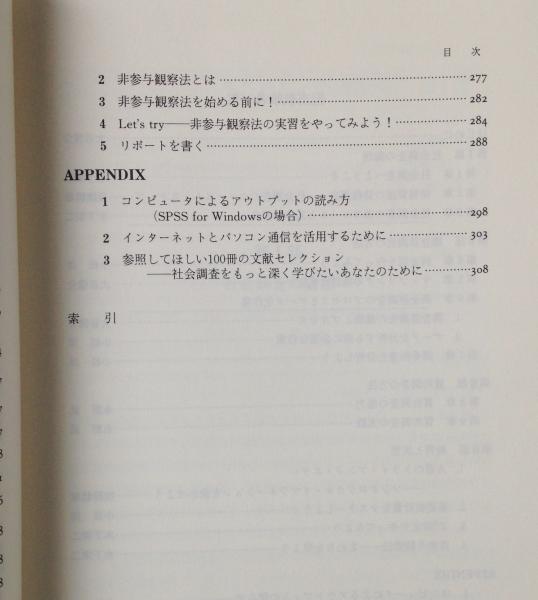 目 次
2 非参与観察法とは……………277
3 非参与観察法を始める前に！……………282
4 Let's try——非参与観察法の実習をやってみよう！……………284
5 リポートを書く……………288
APPENDIX
1 コンピュータによるアウトプットの読み方
（SPSS for Windowsの場合）……………298
2 インターネットとパソコン通信を活用するために……………303
3 参照してほしい100冊の文献セレクション
——社会調査をもっと深く学びたいあなたのために……………308
索 引